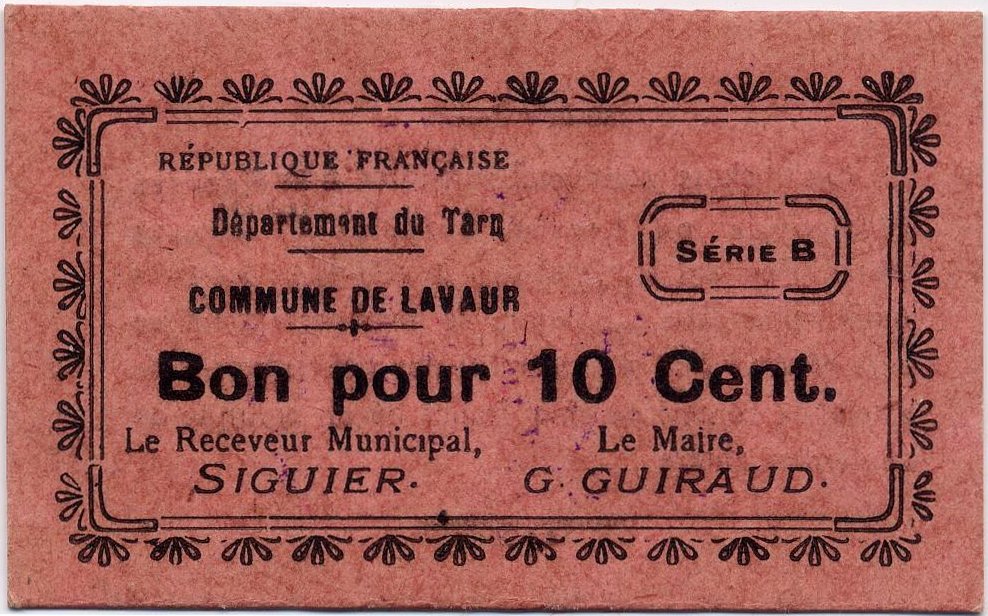 RÉPUBLIQUE FRANÇAISE
Département du Tarn
COMMUNE DE LAVAUR
SÉRIE B
Bon pour 10 Cent.
Le Receveur Municipal,
SIGUIER.
Le Maire,
G. GUIRAUD.